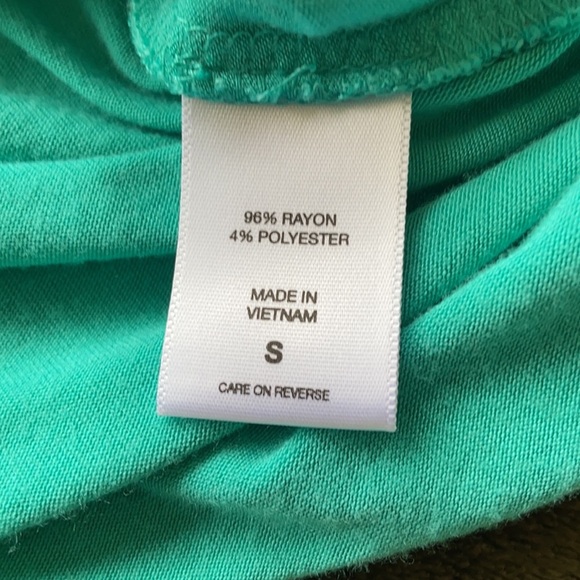 96% RAYON
4% POLYESTER
MADE IN
VIETNAM
S
CARE ON REVERSE